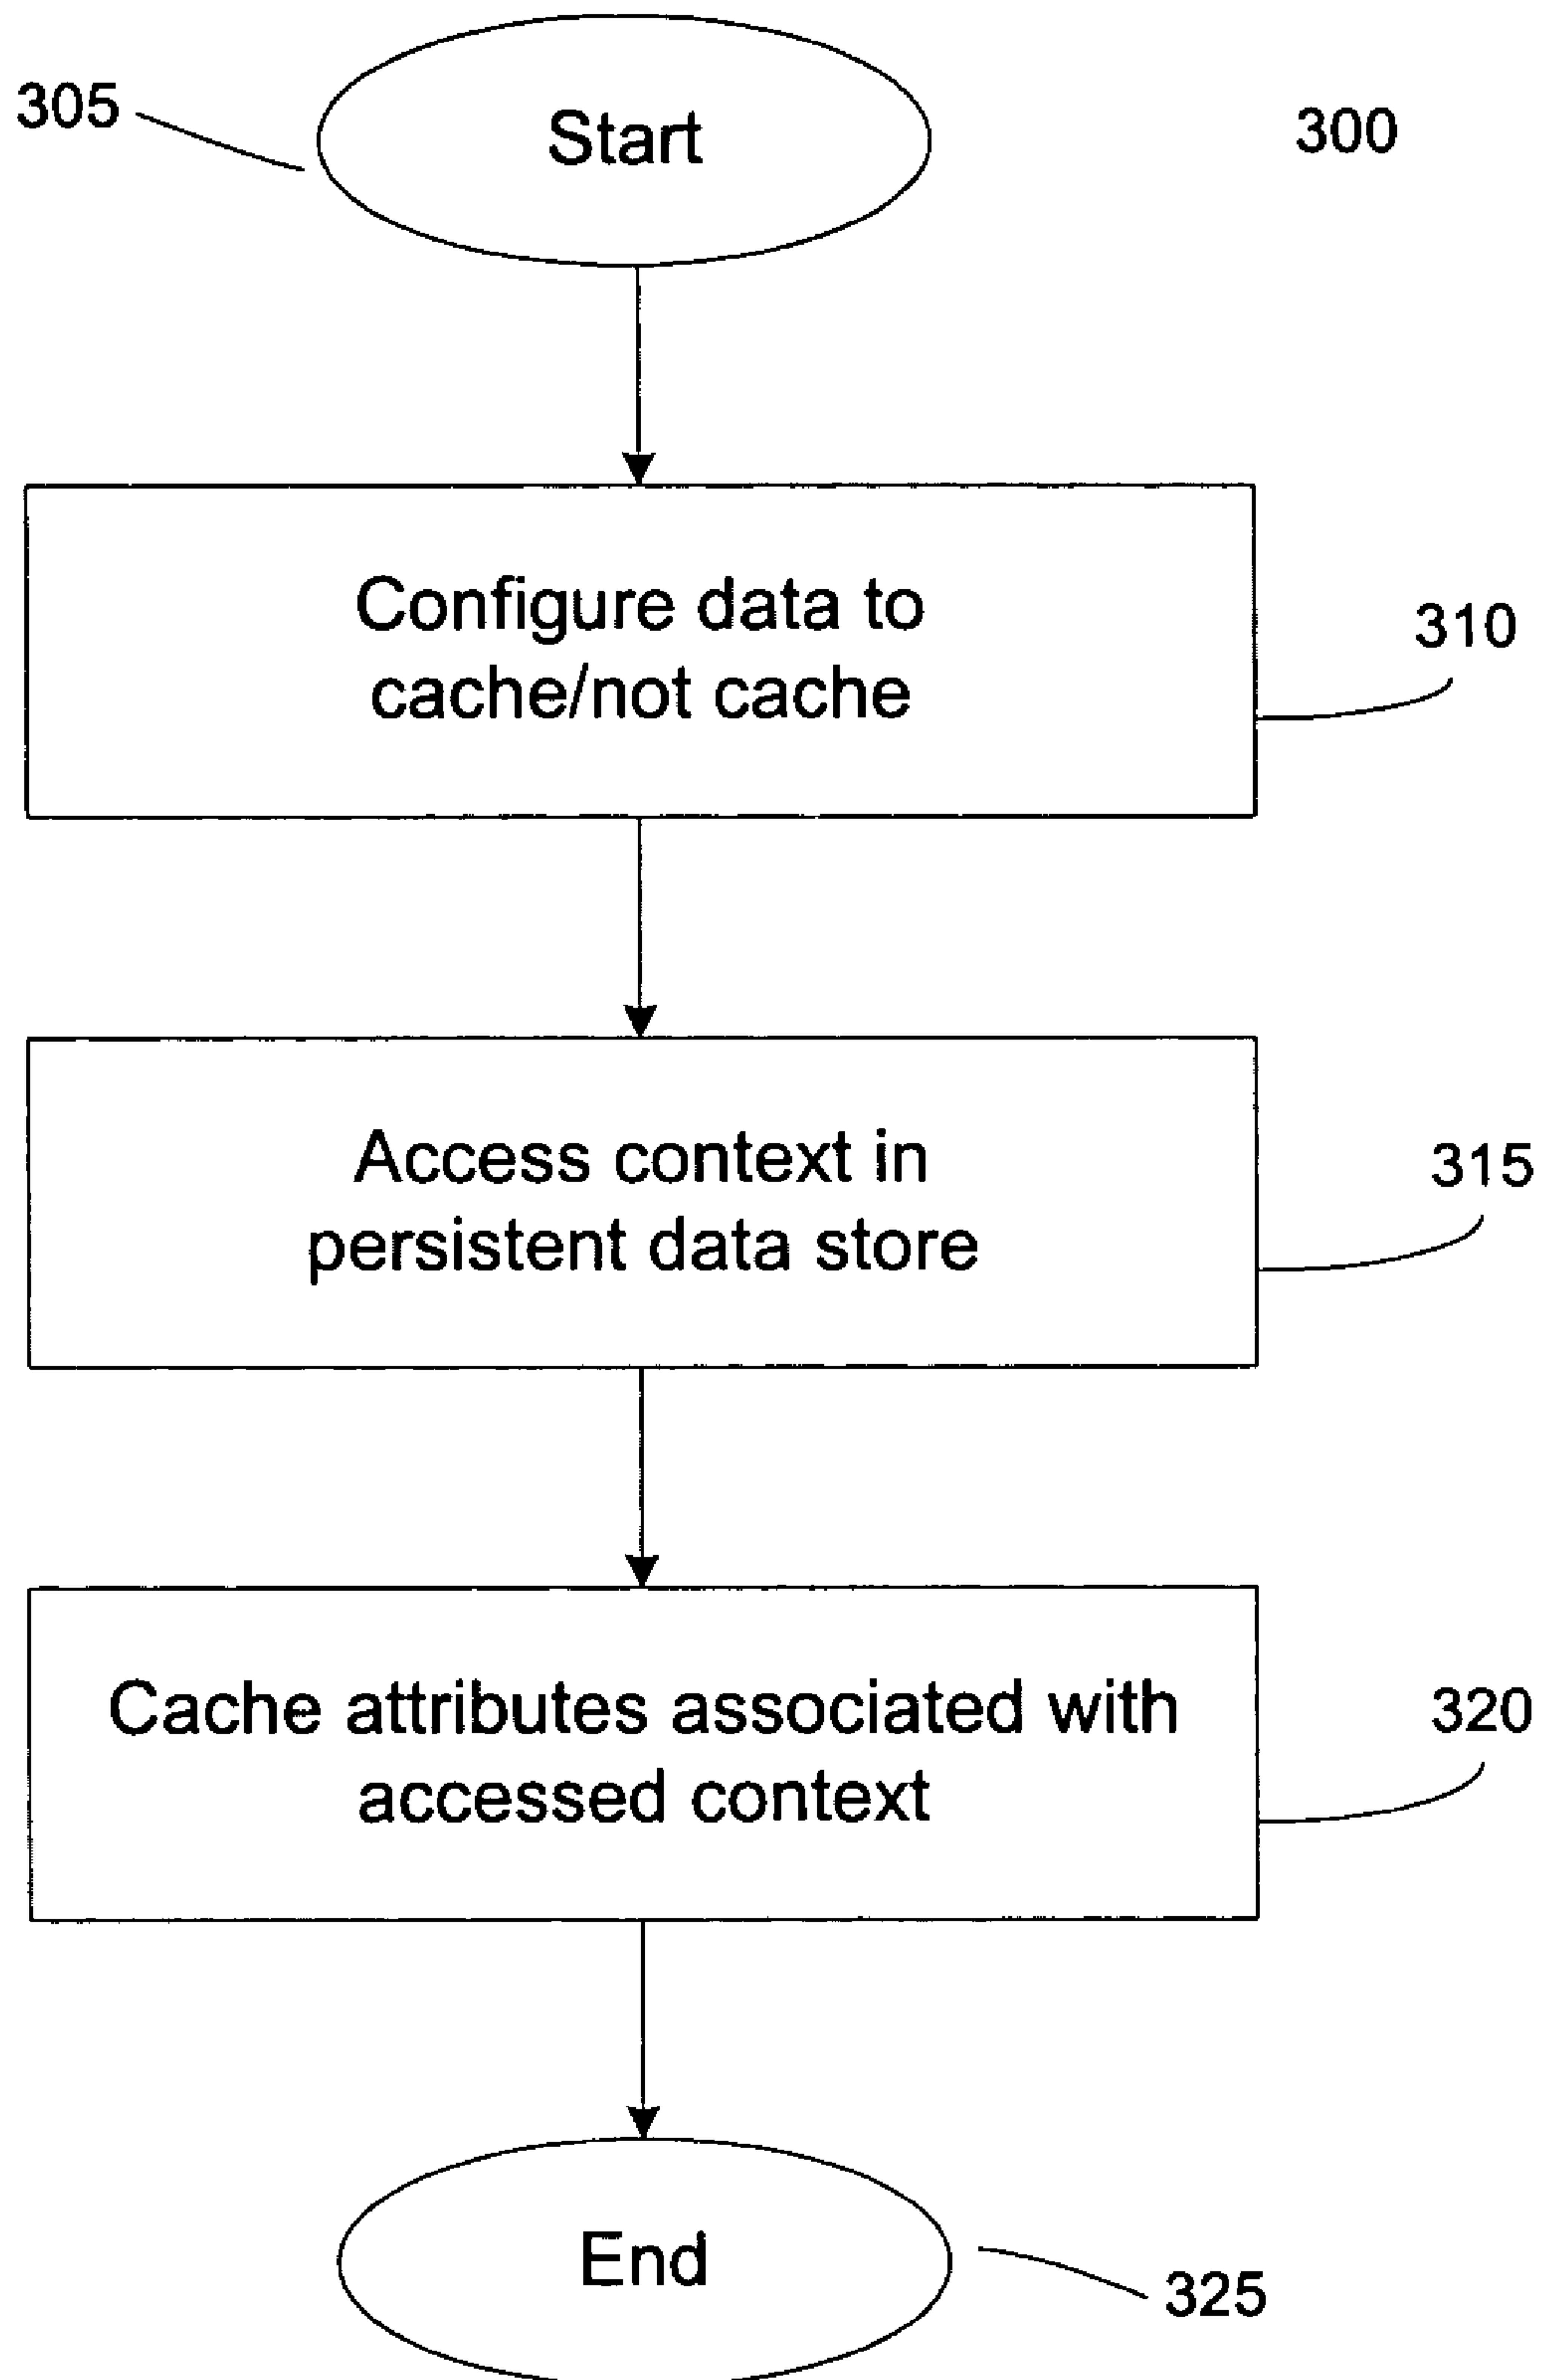 305
Start
300
Configure data to
cache/not cache
310
Access context in
persistent data store
315
Cache attributes associated with
accessed context
320
End
325